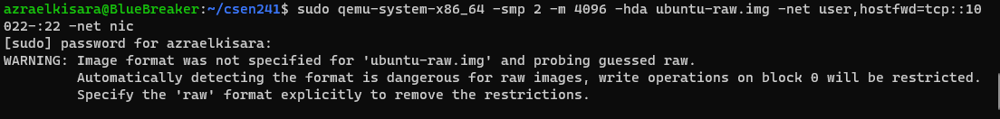 azraelkisara@BlueBreaker:~/csen241$ sudo qemu-system-x86_64 -smp 2 -m 4096 -hda ubuntu-raw.img -net user,hostfwd=tcp::10
022-:22 -net nic
[sudo] password for azraelkisara:
WARNING: Image format was not specified for 'ubuntu-raw.img' and probing guessed raw.
         Automatically detecting the format is dangerous for raw images, write operations on block 0 will be restricted.
         Specify the 'raw' format explicitly to remove the restrictions.